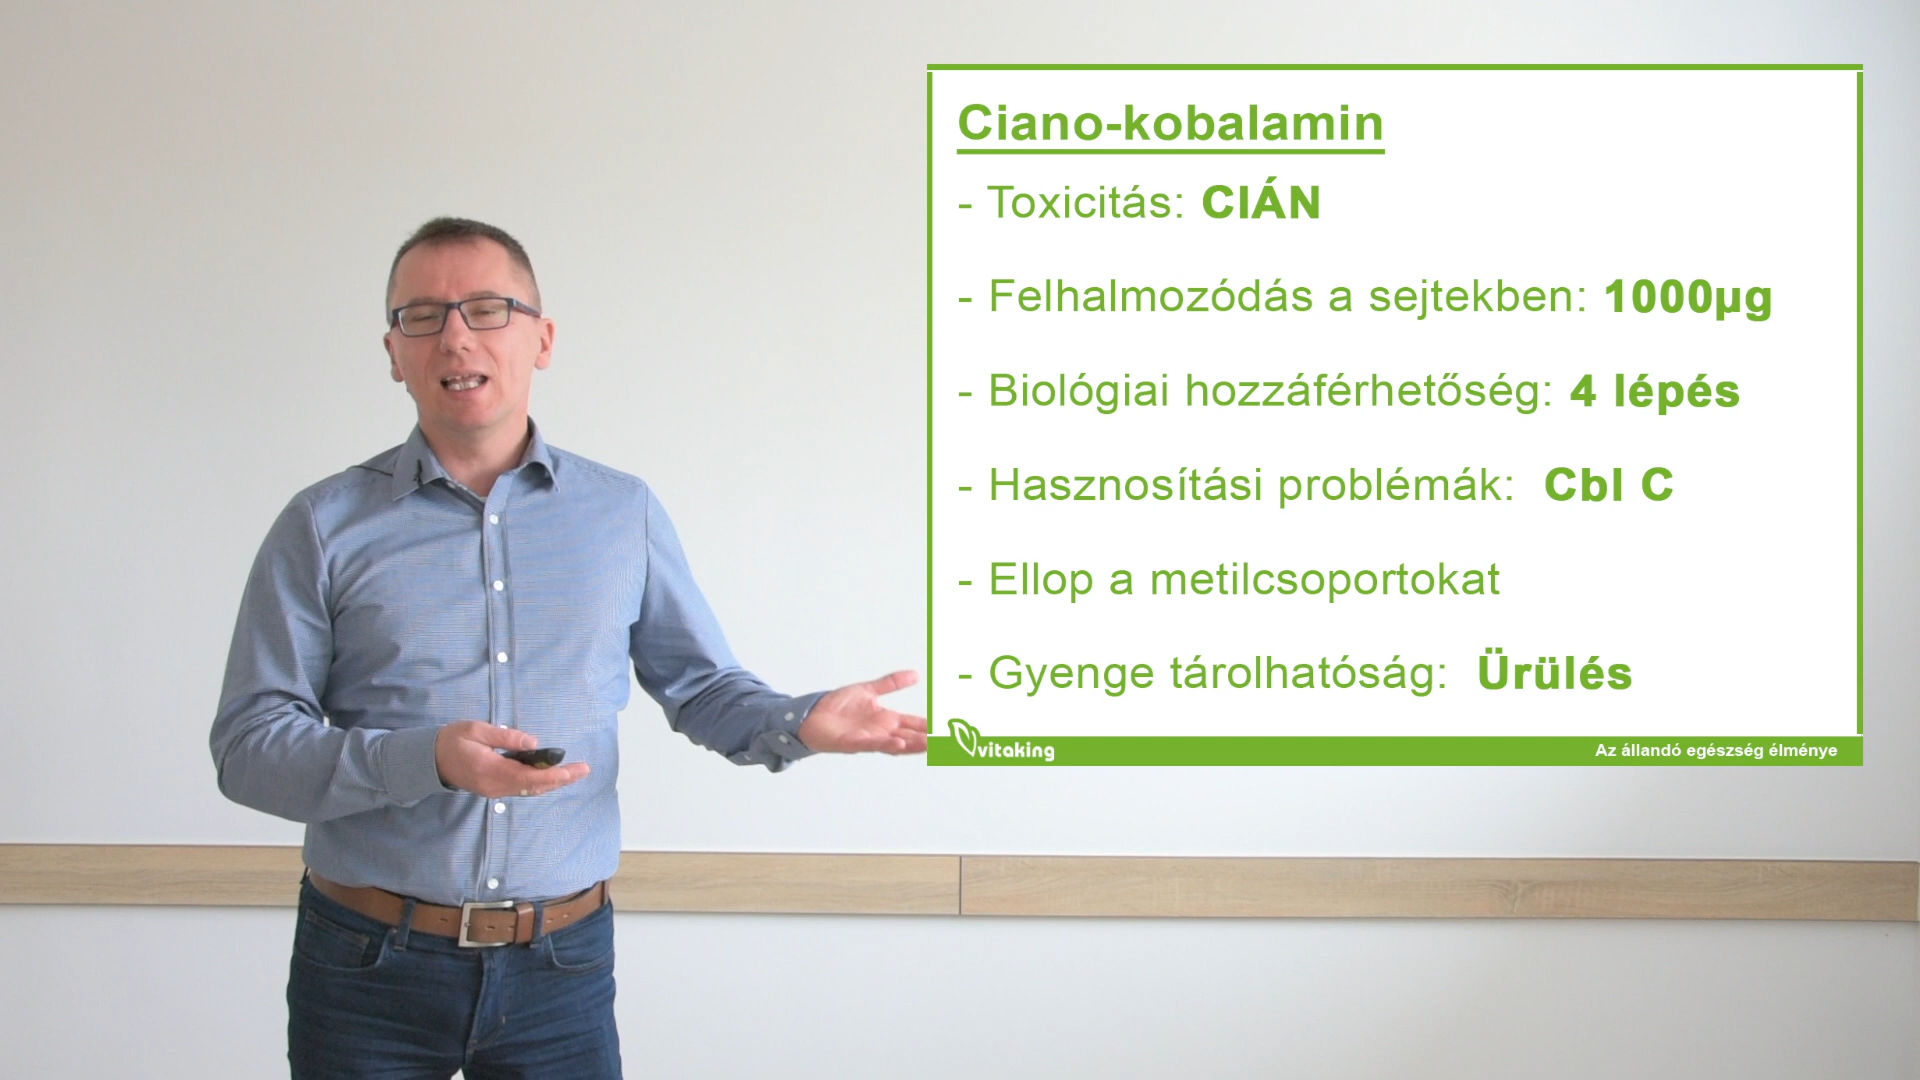 Ciano-kobalamin
- Toxicitás: CIÁN
- Felhalmozódás a sejtekben: 1000µg
- Biológiai hozzáférhetőség: 4 lépés
- Hasznosítási problémák: Cbl C
- Ellop a metilcsoportokat
- Gyenge tárolhatóság: Ürülés
vitaking
Az állandó egészség élménye